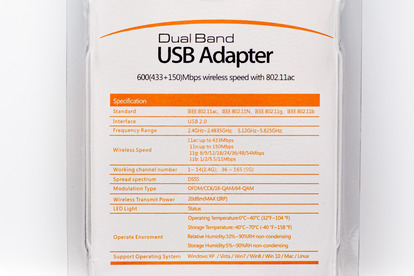 Dual Band
USB Adapter
600(433+150)Mbps wireless speed with 802.11ac
Specification
Standard IEEE 802.11ac、IEEE 802.11N、IEEE 802.11g、IEEE 802.11b
Interface USB 2.0
Frequency Range 2.4GHz~2.4835GHz 5.12GHz~5.825GHz
Wireless Speed
11ac:up to 433Mbps
11n:up to 150Mbps
11g: 6/9/12/18/24/36/48/54Mbps
11b: 1/2/5.5/11Mbps
Working channel number 1~14(2.4G) 36~165 (5G)
Spread spectrum DSSS
Modulation Type OFDM/CCK/16-QAM/64-QAM
Wireless Transmit Power 20dBm(MAX EIRP)
LED Light Status
Operate Enviroment
Operating Temperature:0℃~40℃ (32℉~104 ℉)
Storage Temperature:-40℃~70℃ (-40 ℉~158 ℉)
Relative Humidity:10%~90%RH non-condensing
Storage Humidity:5%~90%RH non-condensing
Support Operating System Windows XP / Vista / Win7 / Win8 / Win 10 / Mac / Linux